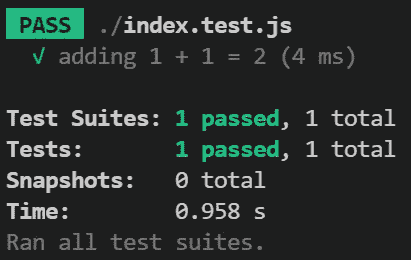 PASS ./index.test.js
√ adding 1 + 1 = 2 (4 ms)
Test Suites: 1 passed, 1 total
Tests: 1 passed, 1 total
Snapshots: 0 total
Time: 0.958 s
Ran all test suites.